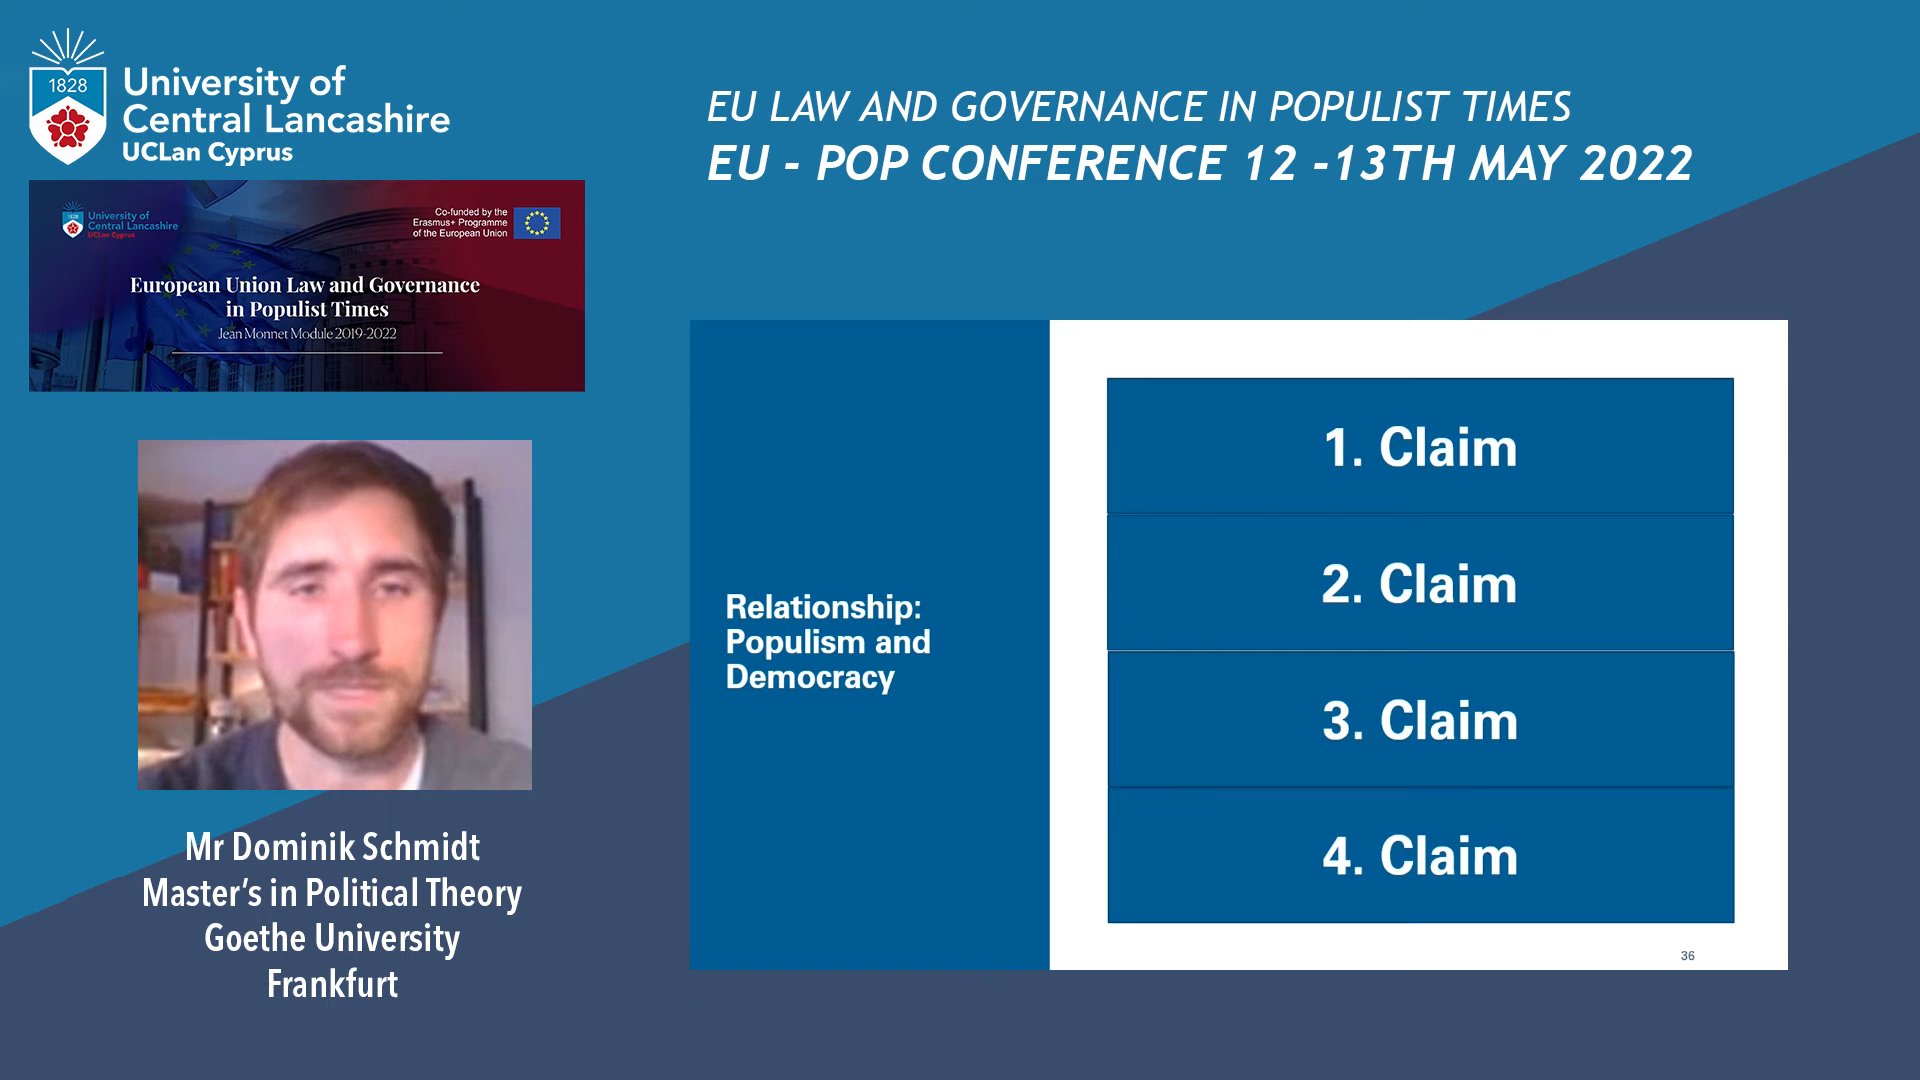 1828
University of
Central Lancashire
UCLan Cyprus
EU LAW AND GOVERNANCE IN POPULIST TIMES
EU - POP CONFERENCE 12 -13TH MAY 2022
1828
University of
Central Lancashire
UCLan Cyprus
Co-funded by the
Erasmus+ Programme
of the European Union
European Union Law and Governance
in Populist Times
Jean Monnet Module 2019-2022
Mr Dominik Schmidt
Master’s in Political Theory
Goethe University
Frankfurt
Relationship:
Populism and
Democracy
1. Claim
2. Claim
3. Claim
4. Claim
36